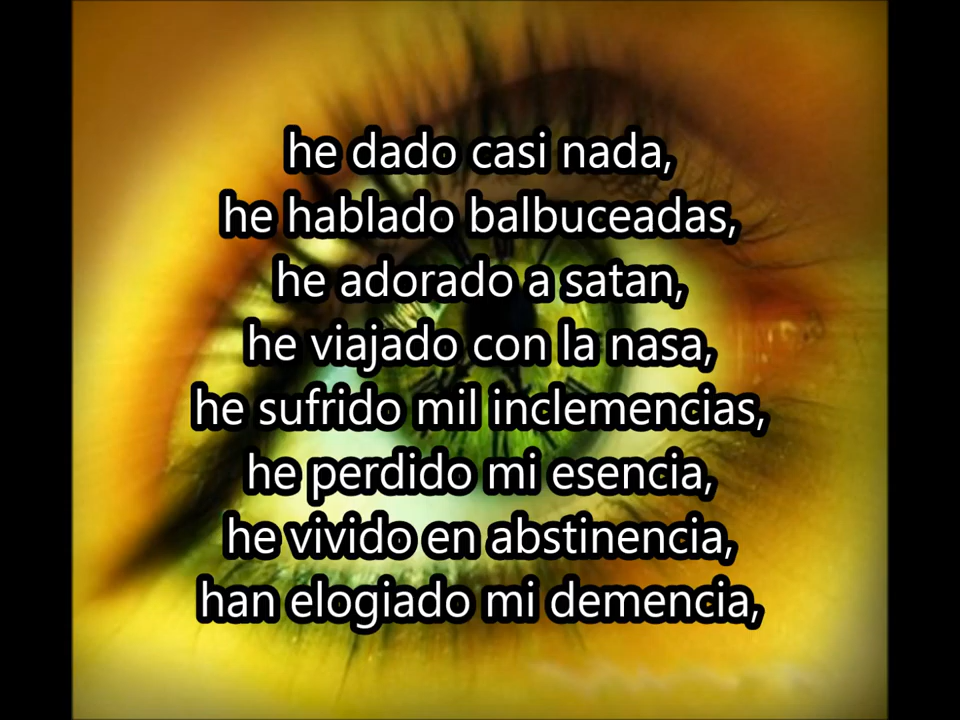 he dado casi nada,
he hablado balbuceadas,
he adorado a satan,
he viajado con la nasa,
he sufrido mil inclemencias,
he perdido mi esencia,
he vivido en abstinencia,
han elogiado mi demencia,